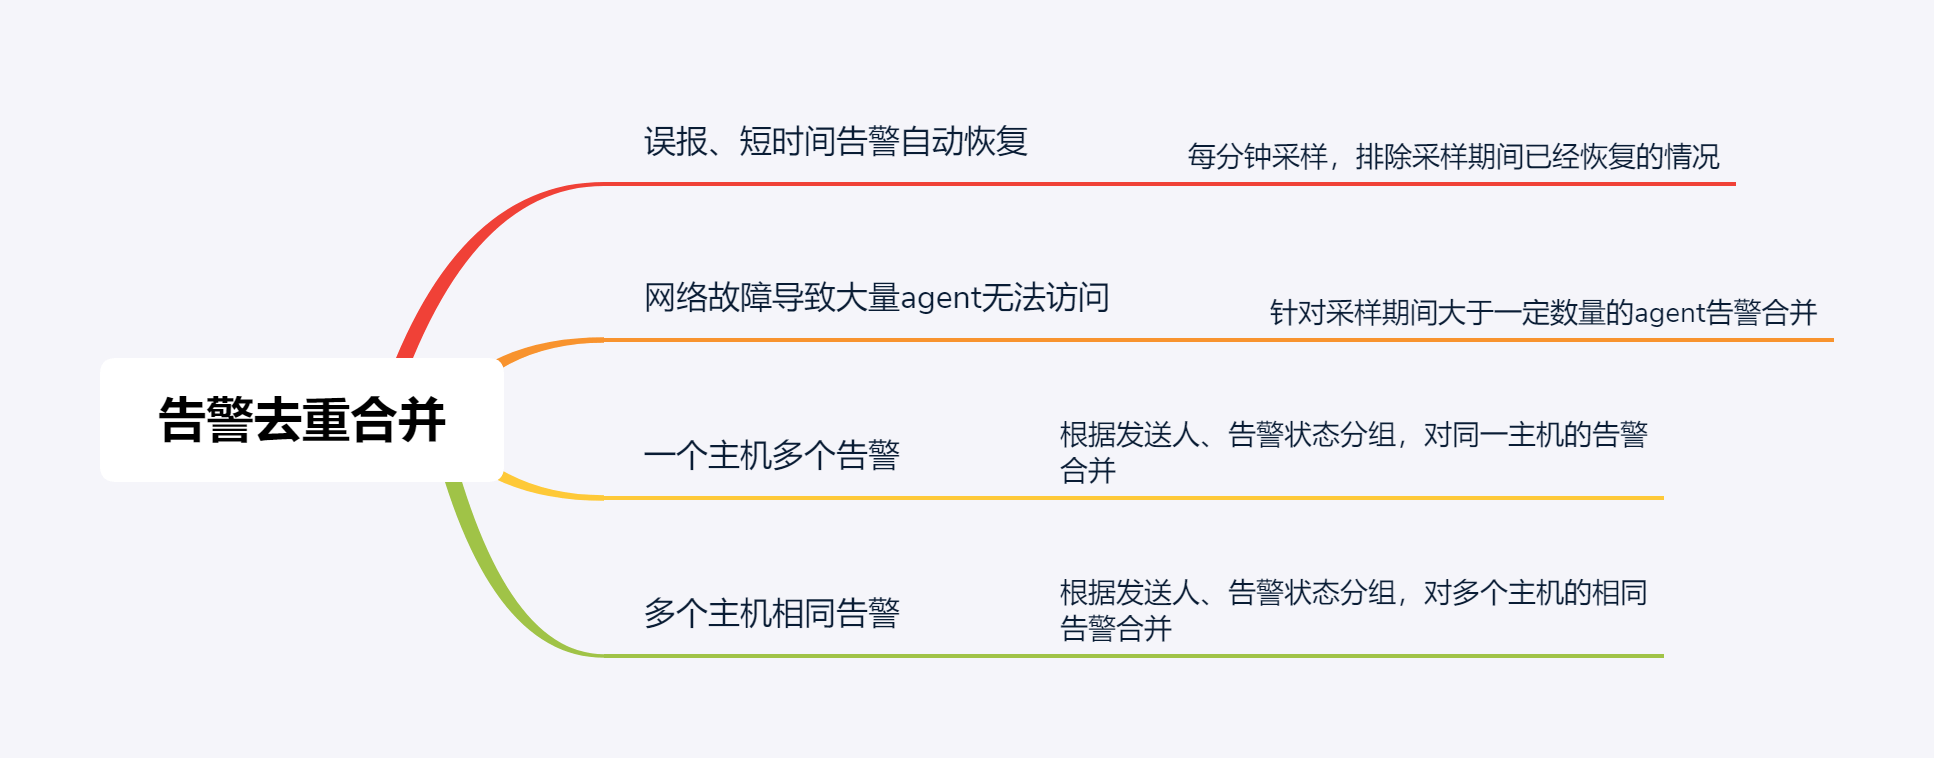 告警去重合并
误报、短时间告警自动恢复
每分钟采样，排除采样期间已经恢复的情况
网络故障导致大量agent无法访问
针对采样期间大于一定数量的agent告警合并
一个主机多个告警
根据发送人、告警状态分组，对同一主机的告警
合并
多个主机相同告警
根据发送人、告警状态分组，对多个主机的相同
告警合并